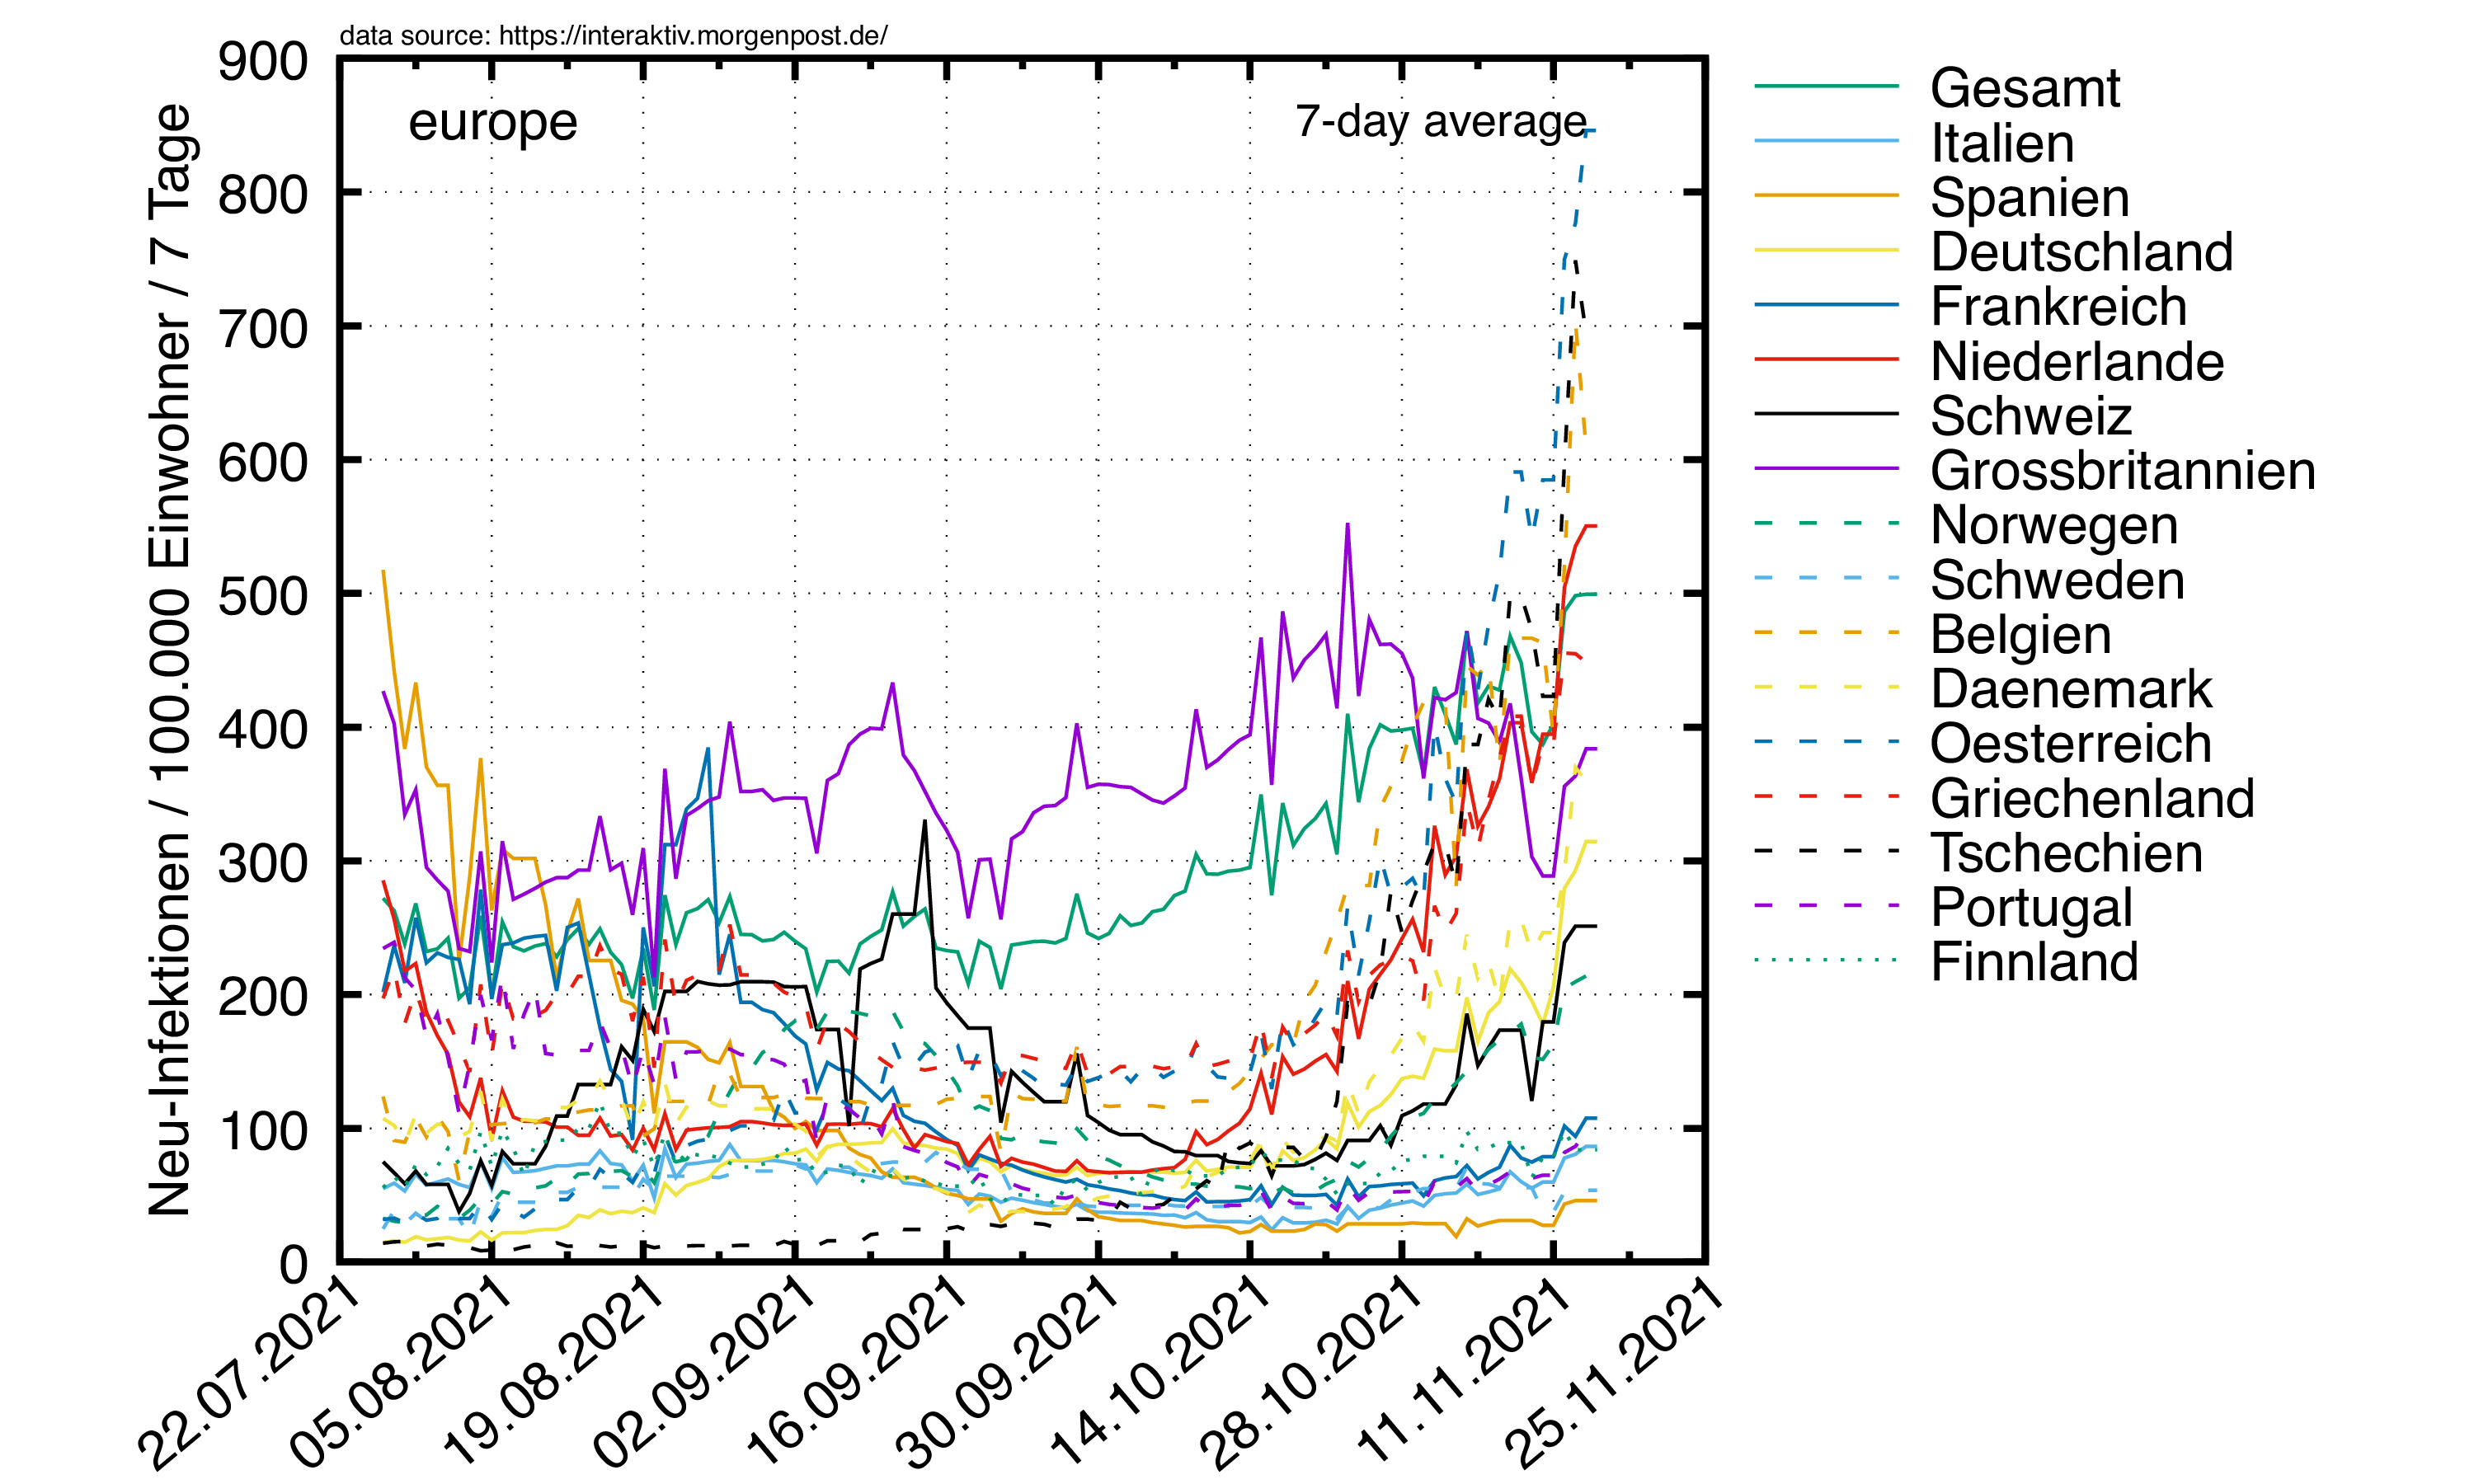 data source: https://interaktiv.morgenpost.de/
europe
7-day average
Neu-Infektionen / 100.000 Einwohner / 7 Tage
900
800
700
600
500
400
300
200
100
0
22.07.2021
05.08.2021
19.08.2021
02.09.2021
16.09.2021
30.09.2021
14.10.2021
28.10.2021
11.11.2021
25.11.2021
Gesamt
Italien
Spanien
Deutschland
Frankreich
Niederlande
Schweiz
Grossbritannien
Norwegen
Schweden
Belgien
Daenemark
Oesterreich
Griechenland
Tschechien
Portugal
Finnland